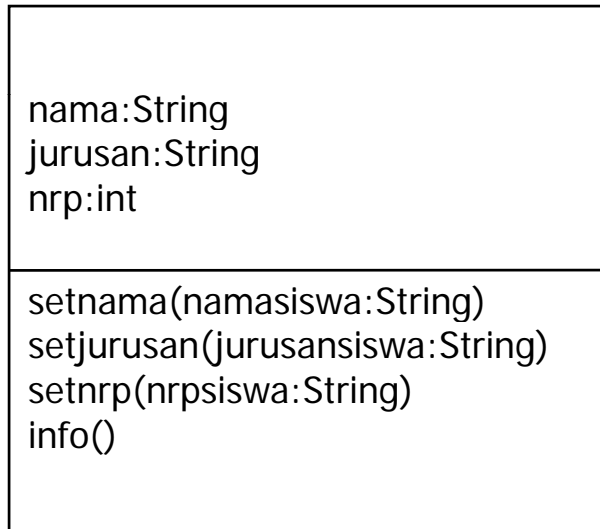 nama:String
jurusan:String
nrp:int
setnama(namasiswa:String)
setjurusan(jurusansiswa:String)
setnrp(nrpsiswa:String)
info()